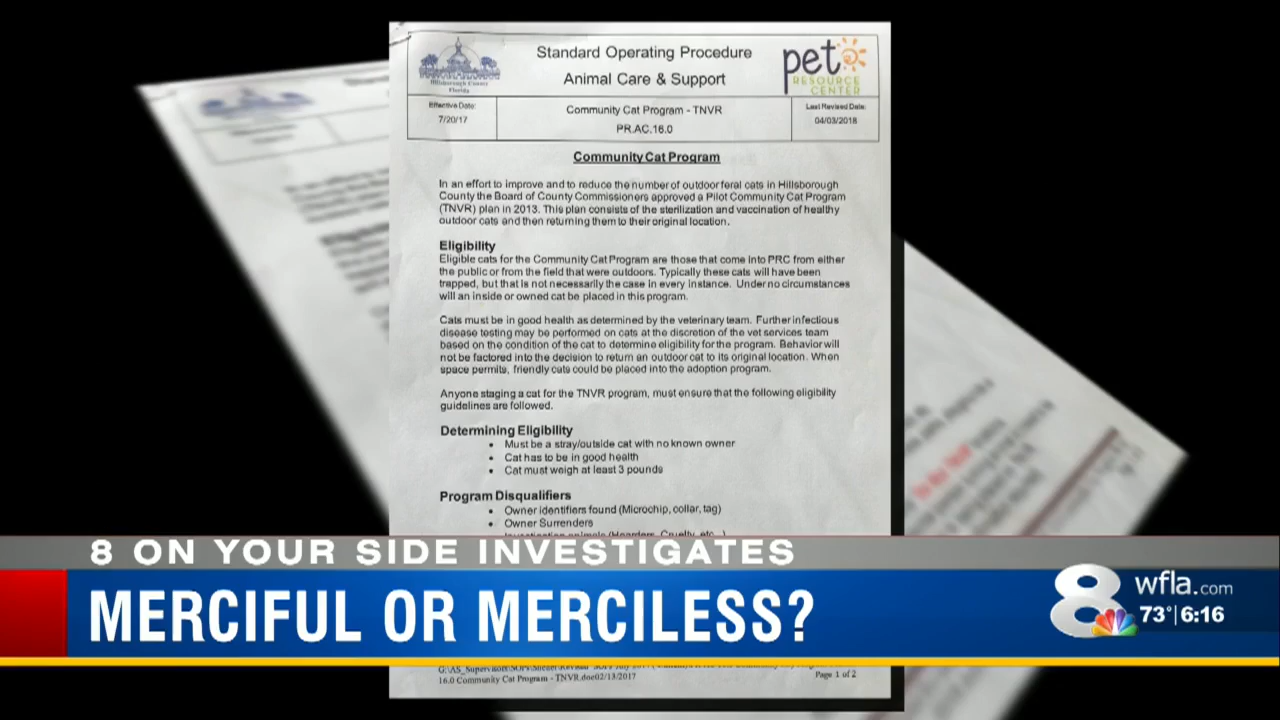 Standard Operating Procedure
Animal Care & Support
Hillsborough County
Florida
pet
RESOURCE
CENTER
Effective Date:
7/20/17
Community Cat Program - TNVR
PR.AC.16.0
Last Revised Date:
04/03/2018
Community Cat Program
In an effort to improve and to reduce the number of outdoor feral cats in Hillsborough
County the Board of County Commissioners approved a Pilot Community Cat Program
(TNVR) plan in 2013. This plan consists of the sterilization and vaccination of healthy
outdoor cats and then returning them to their original location.
Eligibility
Eligible cats for the Community Cat Program are those that come into PRC from either
the public or from the field that were outdoors. Typically these cats will have been
trapped, but that is not necessarily the case in every instance. Under no circumstances
will an inside or owned cat be placed in this program.
Cats must be in good health as determined by the veterinary team. Further infectious
disease testing may be performed on cats at the discretion of the vet services team
based on the condition of the cat to determine eligibility for the program. Behavior will
not be factored into the decision to return an outdoor cat to its original location. When
space permits, friendly cats could be placed into the adoption program.
Anyone staging a cat for the TNVR program, must ensure that the following eligibility
guidelines are followed.
Determining Eligibility
• Must be a stray/outside cat with no known owner
• Cat has to be in good health
• Cat must weigh at least 3 pounds
Program Disqualifiers
• Owner identifiers found (Microchip, collar, tag)
• Owner Surrenders
8 ON YOUR SIDE INVESTIGATES
MERCIFUL OR MERCILESS?
8 wfla.com
73° | 6:16
16.0 Community Cat Program - TNVR.doc02/13/2017
Page 1 of 2